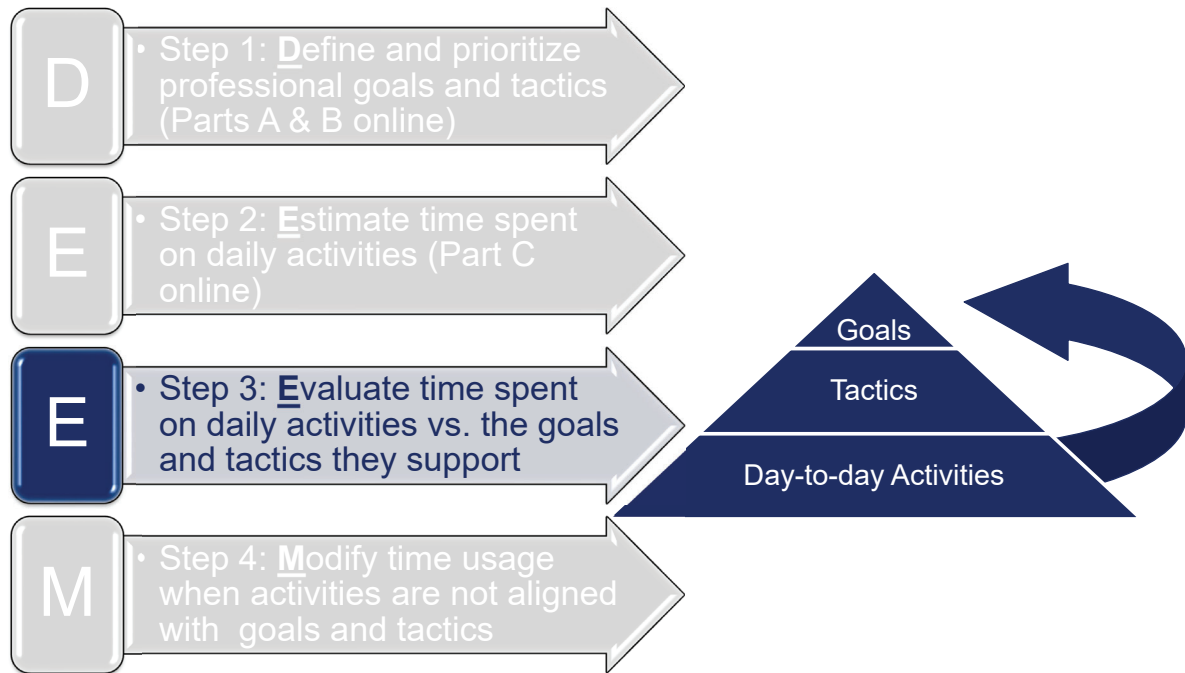 D
• Step 1: Define and prioritize
professional goals and tactics
(Parts A & B online)
E
• Step 2: Estimate time spent
on daily activities (Part C
online)
E
• Step 3: Evaluate time spent
on daily activities vs. the goals
and tactics they support
M
• Step 4: Modify time usage
when activities are not aligned
with  goals and tactics
Goals
Tactics
Day-to-day Activities